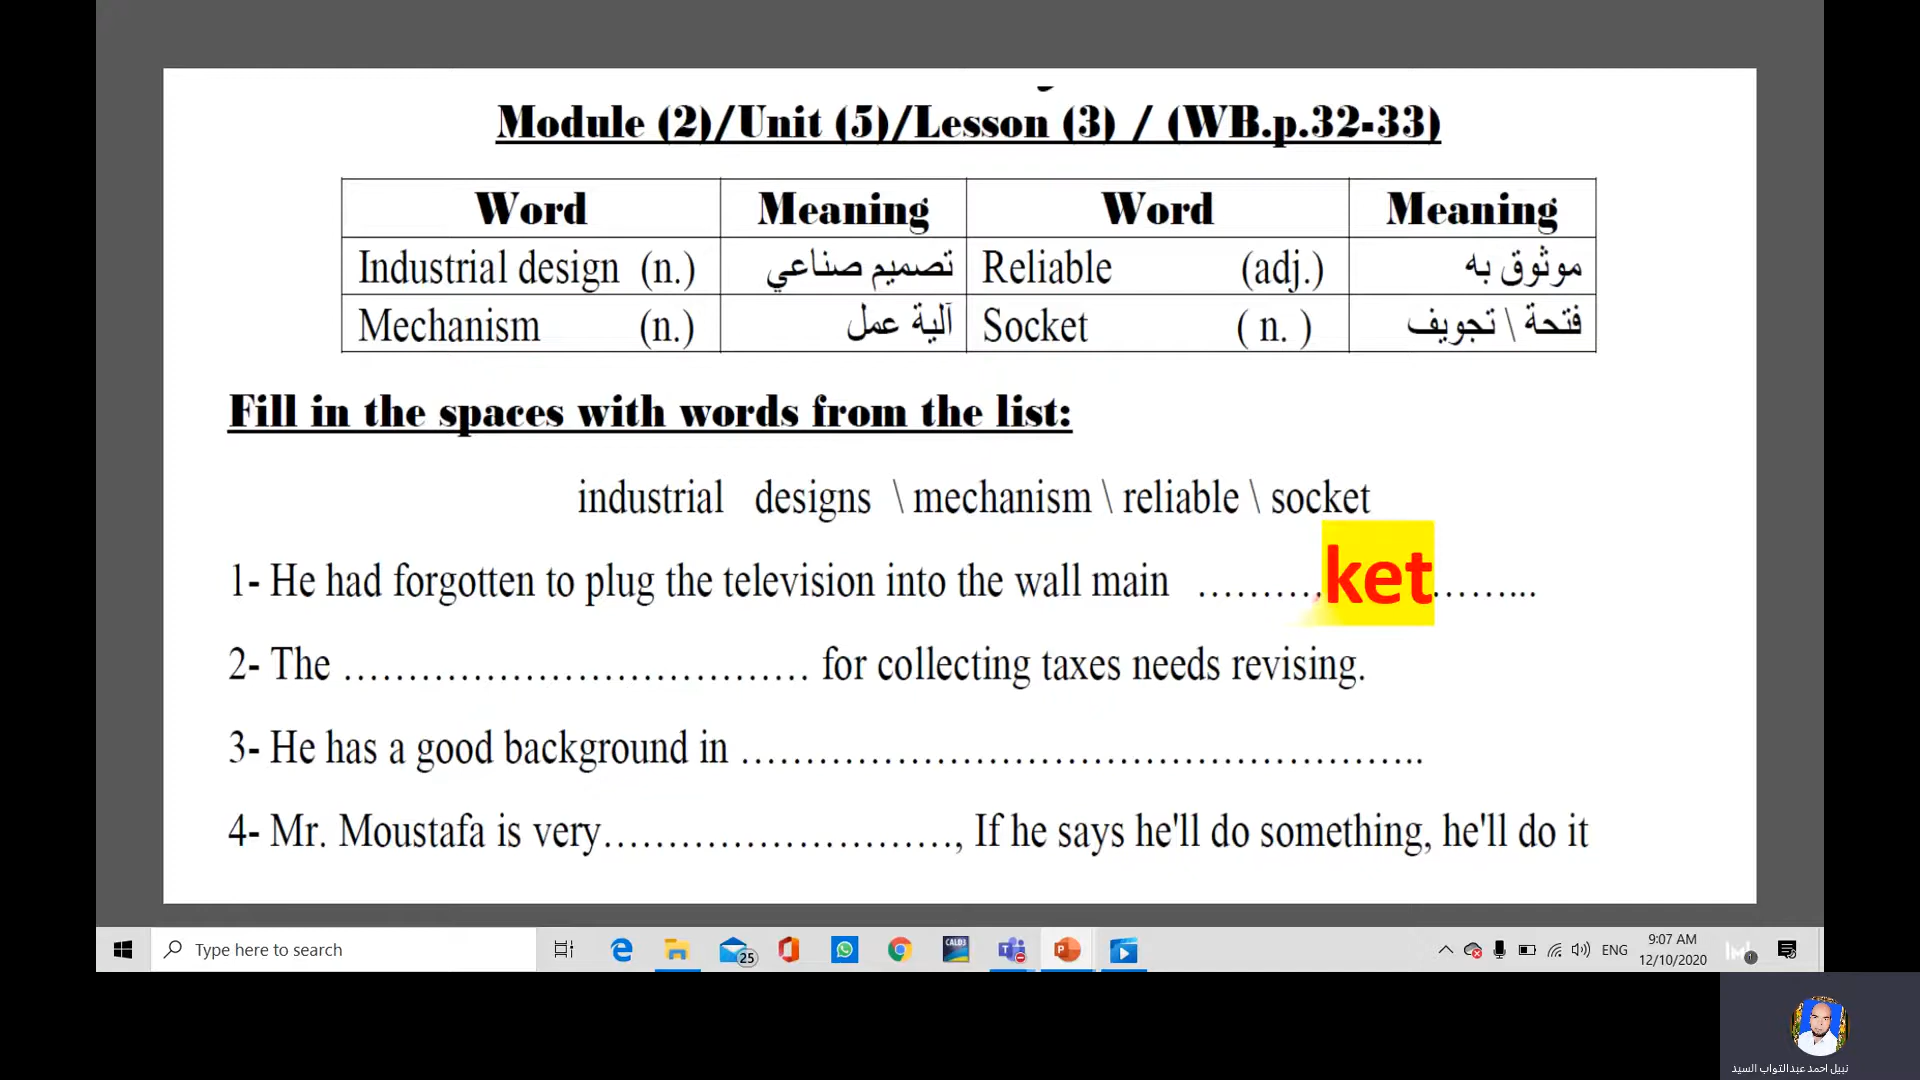 Module (2)/Unit (5)/Lesson (3) / (WB.p.32-33)
Word Meaning Word Meaning
Industrial design (n.) تصميم صناعي Reliable (adj.) موثوق به
Mechanism (n.) آلية عمل Socket ( n. ) فتحة \ تجويف
Fill in the spaces with words from the list:
industrial designs \ mechanism \ reliable \ socket
1- He had forgotten to plug the television into the wall main ……….ket……...
2- The ……………………………… for collecting taxes needs revising.
3- He has a good background in ……………………………………………..
4- Mr. Moustafa is very………………………, If he says he'll do something, he'll do it
Type here to search
25
CALD3
ENG
9:07 AM
12/10/2020
نبيل احمد عبدالتواب السيد